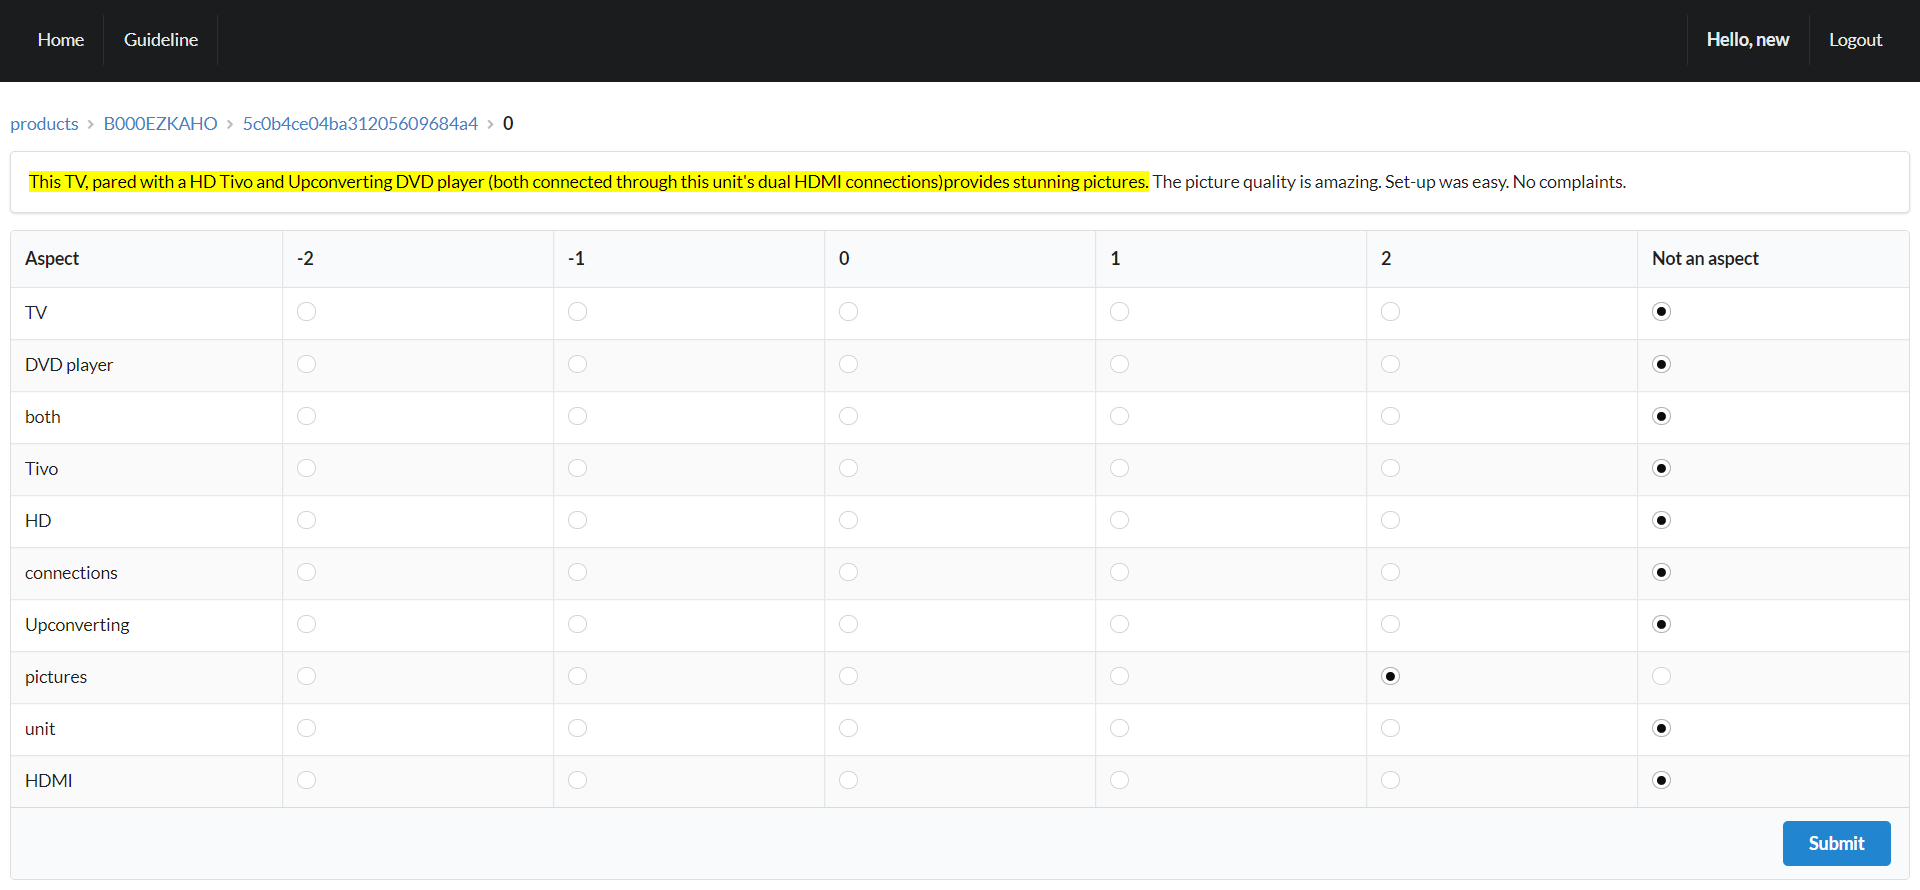 Home Guideline Hello, new Logout
products > B000EZKAHO > 5c0b4ce04ba31205609684a4 > 0
This TV, pared with a HD Tivo and Upconverting DVD player (both connected through this unit's dual HDMI connections)provides stunning pictures. The picture quality is amazing. Set-up was easy. No complaints.
Aspect -2 -1 0 1 2 Not an aspect
TV
DVD player
both
Tivo
HD
connections
Upconverting
pictures
unit
HDMI
Submit